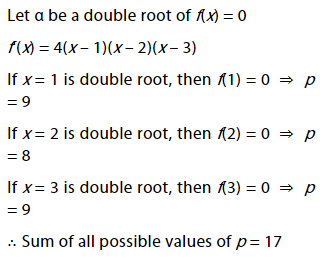 Let α be a double root of f(x) = 0
f(x) = 4(x – 1)(x – 2)(x – 3)
If x = 1 is double root, then f(1) = 0 ⇒ p
= 9
If x = 2 is double root, then f(2) = 0 ⇒ p
= 8
If x = 3 is double root, then f(3) = 0 ⇒ p
= 9
∴ Sum of all possible values of p = 17